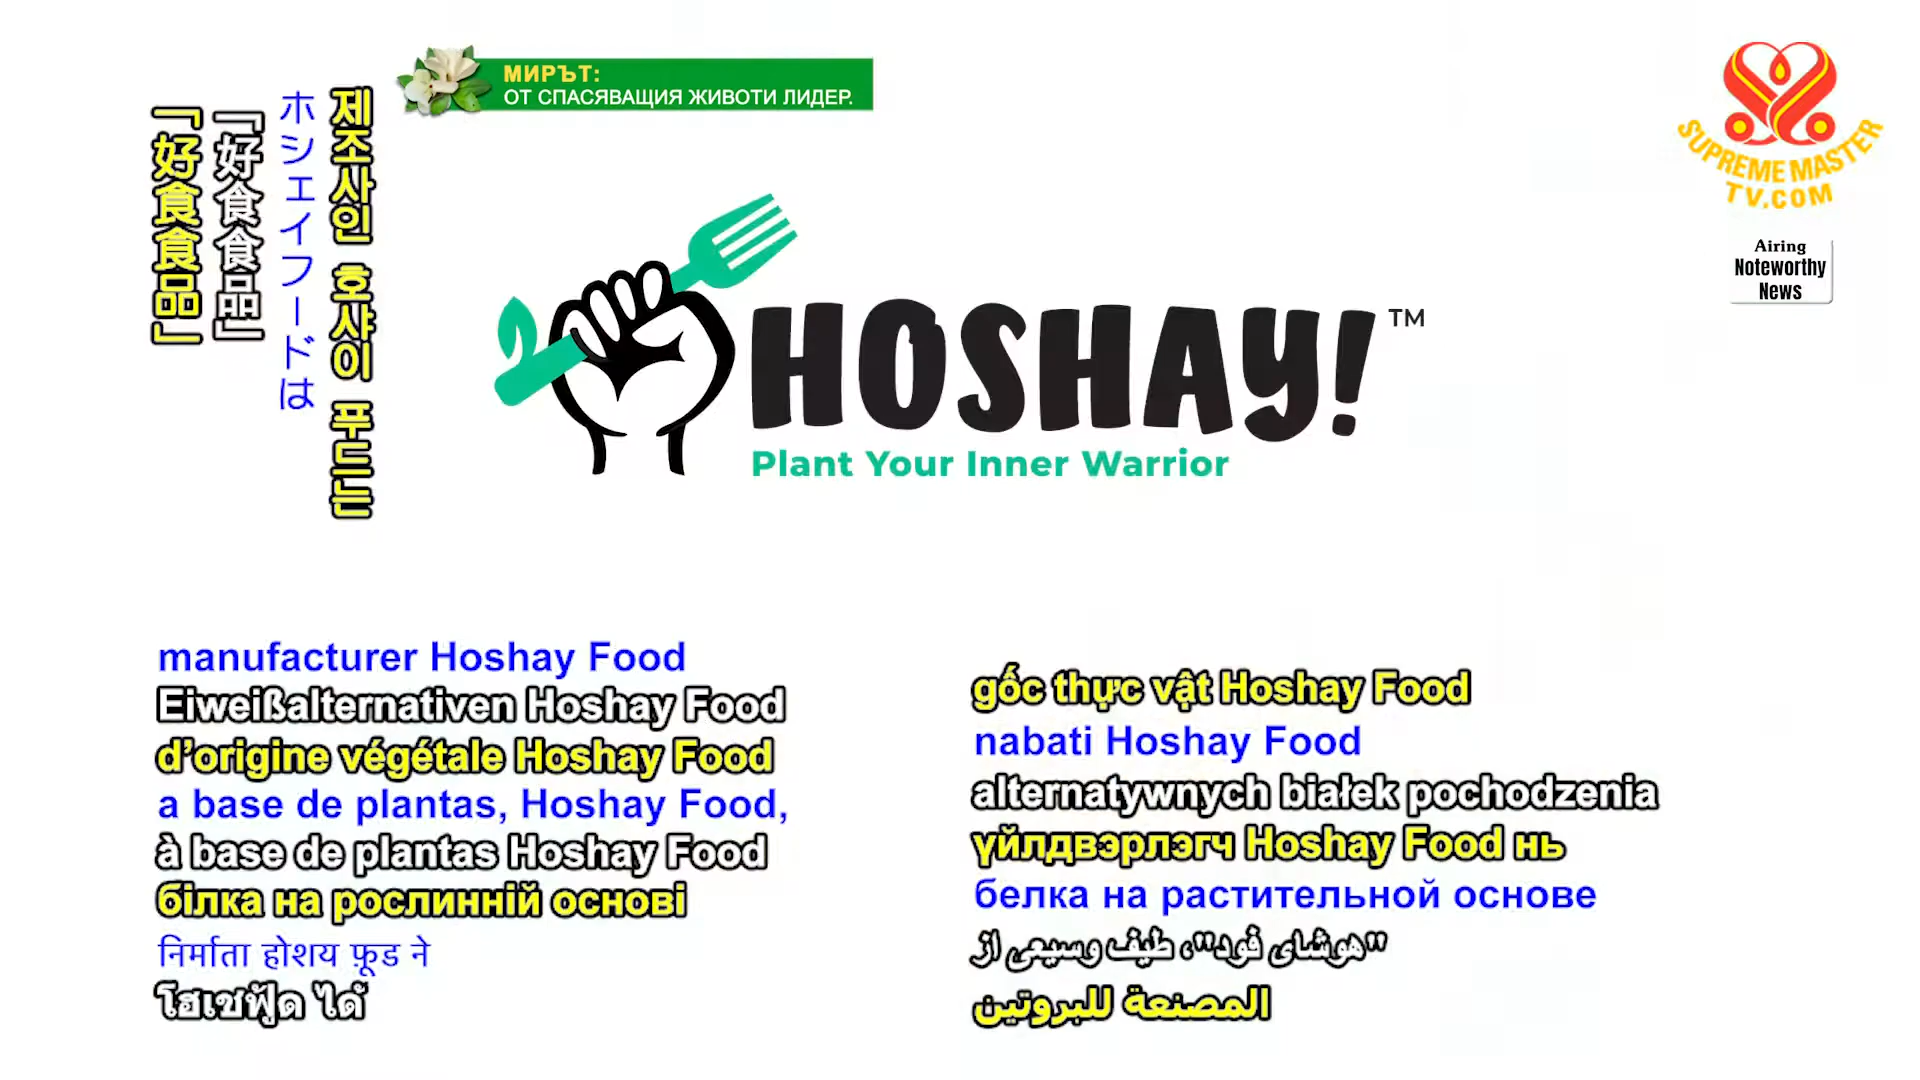 МИРЪТ:
ОТ СПАСЯВАЩИЯ ЖИВОТИ ЛИДЕР.
SUPREME MASTER
TV.COM
Airing
Noteworthy
News
제조사인 호샤이 푸드는
ホシェイフードは
「好食食品」
「好食食品」
HOSHAY!™
Plant Your Inner Warrior
manufacturer Hoshay Food
Eiweißalternativen Hoshay Food
d’origine végétale Hoshay Food
a base de plantas, Hoshay Food,
à base de plantas Hoshay Food
білка на рослинній основі
निर्माता होशय फ़ूड ने
โฮเชฟู้ด ได้
gốc thực vật Hoshay Food
nabati Hoshay Food
alternatywnych białek pochodzenia
үйлдвэрлэгч Hoshay Food нь
белка на растительной основе
"هوشای فود"، طیف وسیعی از
المصنعة للبروتين